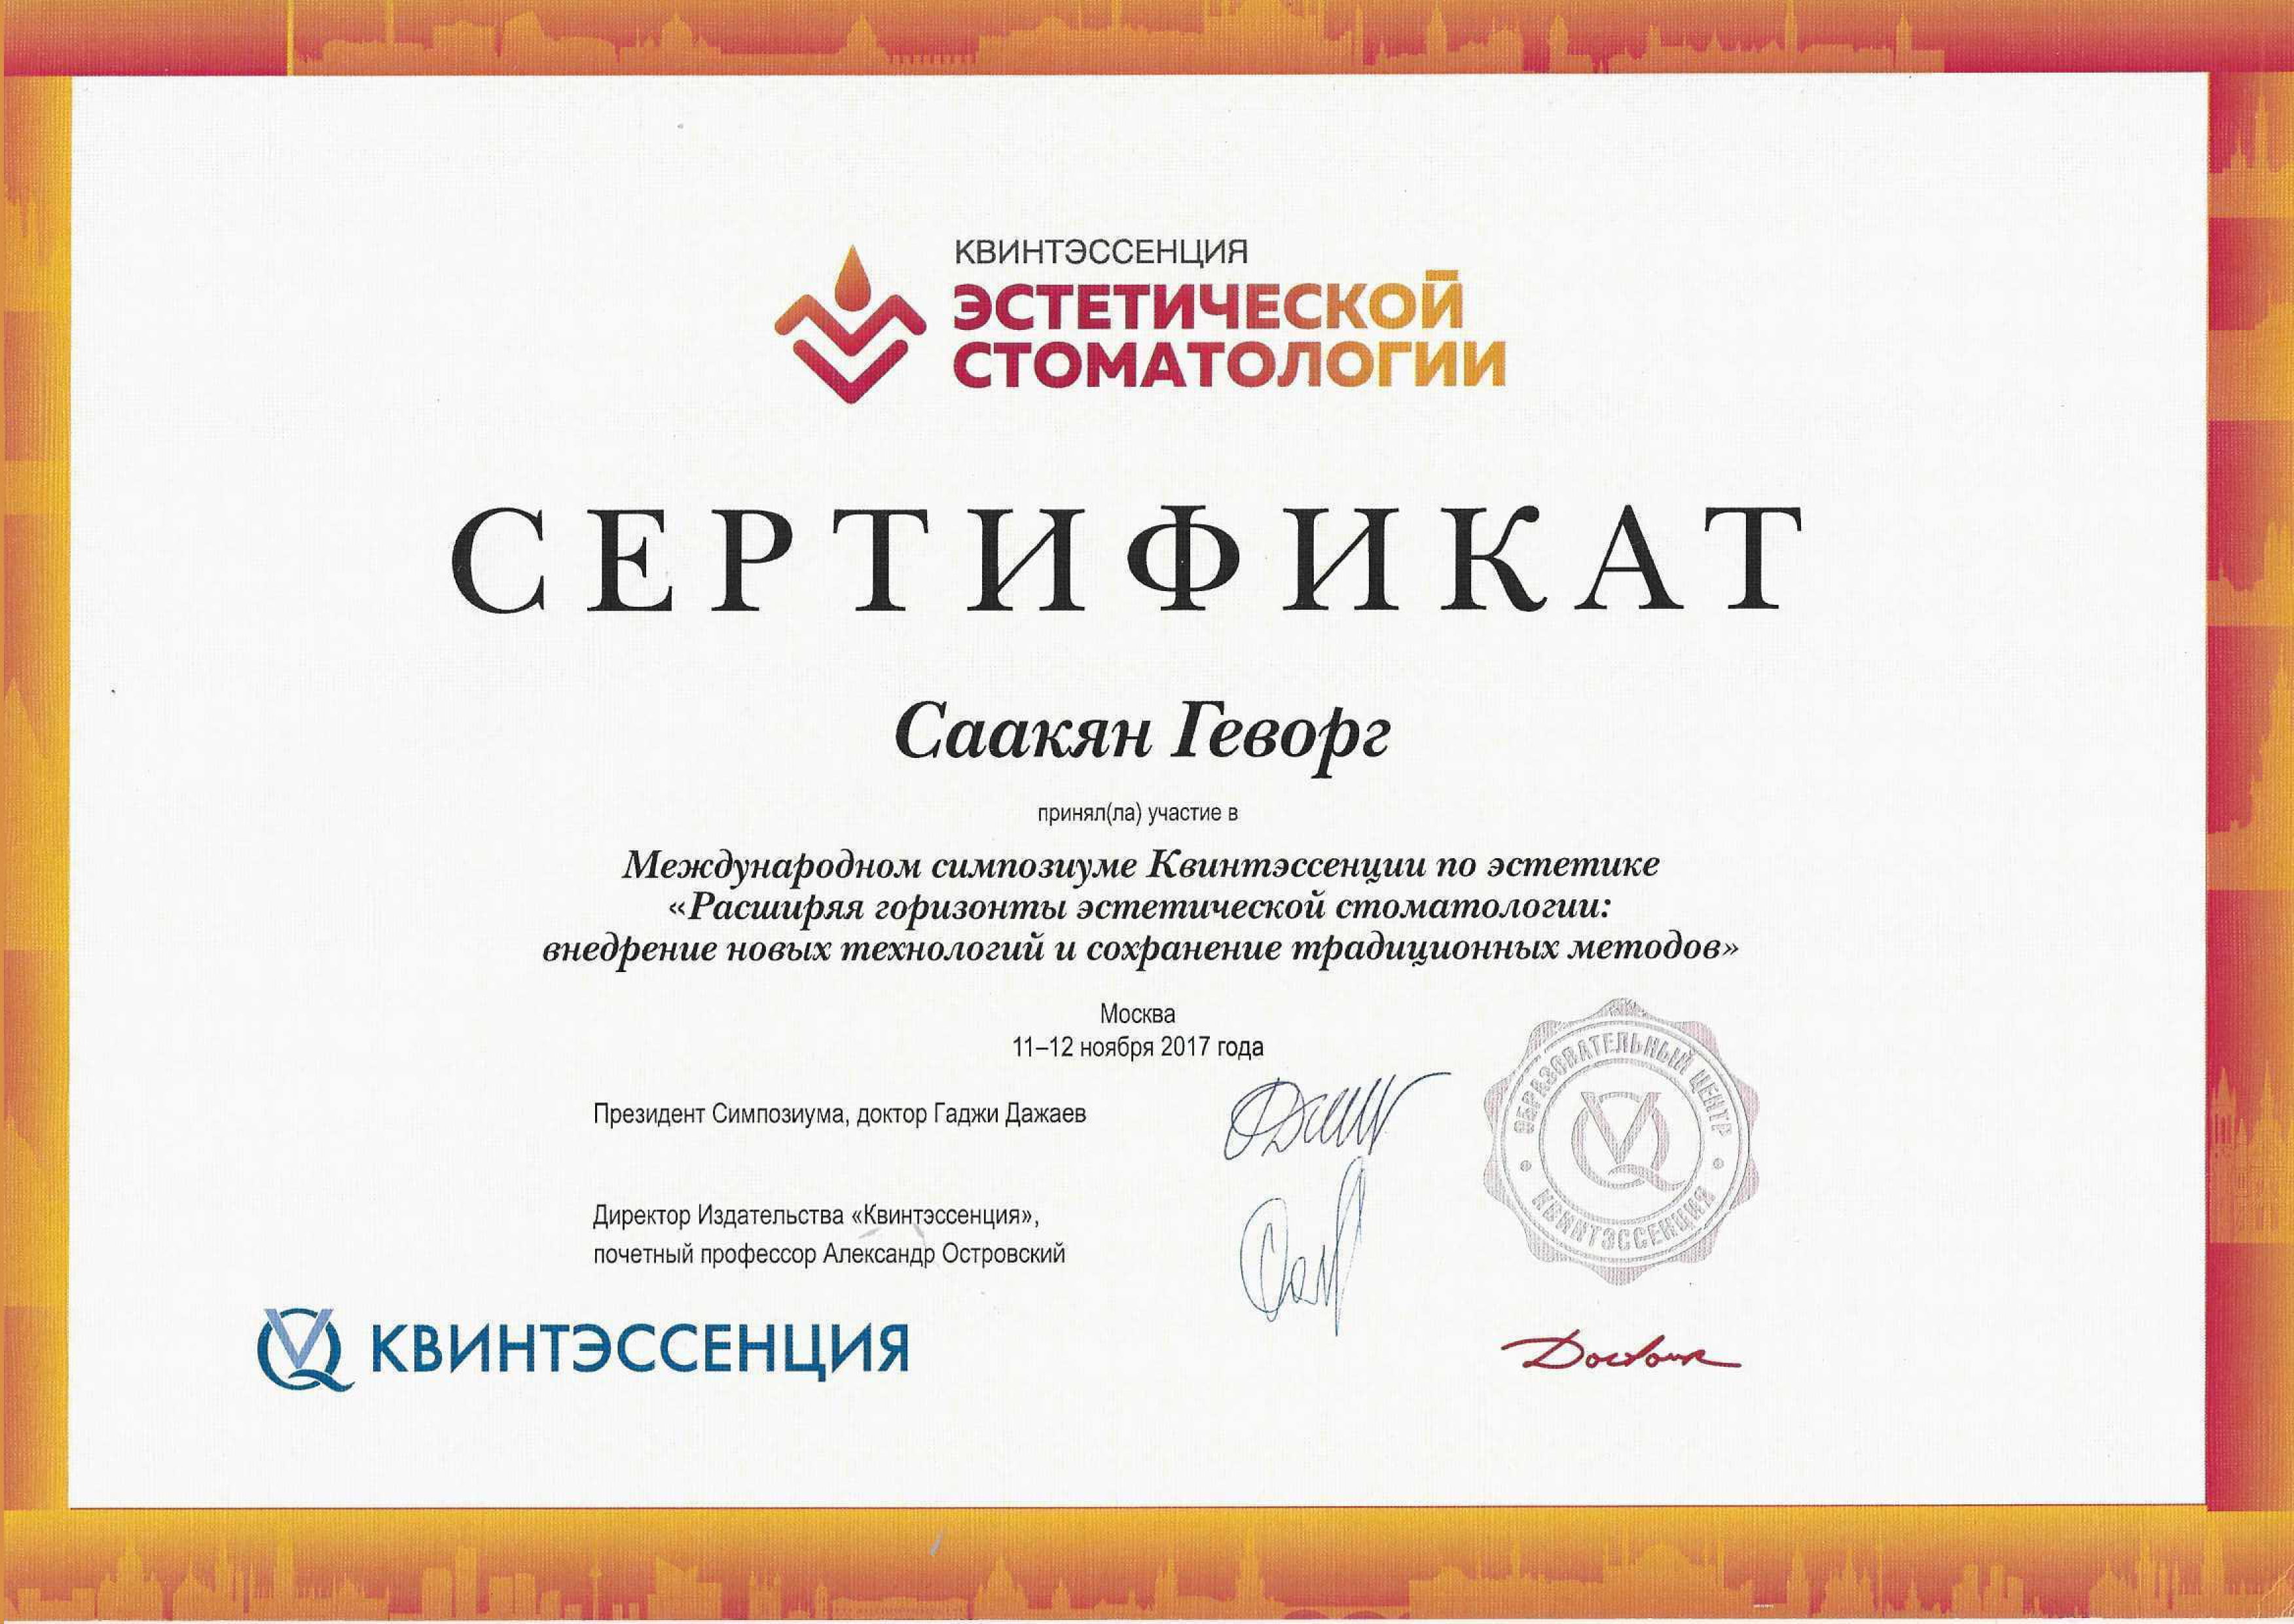 КВИНТЭССЕНЦИЯ
ЭСТЕТИЧЕСКОЙ
СТОМАТОЛОГИИ
СЕРТИФИКАТ
Саакян Геворг
принял(ла) участие в
Международном симпозиуме Квинтэссенции по эстетике
«Расширяя горизонты эстетической стоматологии:
внедрение новых технологий и сохранение традиционных методов»
Москва
11–12 ноября 2017 года
Президент Симпозиума, доктор Гаджи Дажаев
Директор Издательства «Квинтэссенция»,
почетный профессор Александр Островский
ОБРАЗОВАТЕЛЬНЫЙ ЦЕНТР
КВИНТЭССЕНЦИЯ
КВИНТЭССЕНЦИЯ